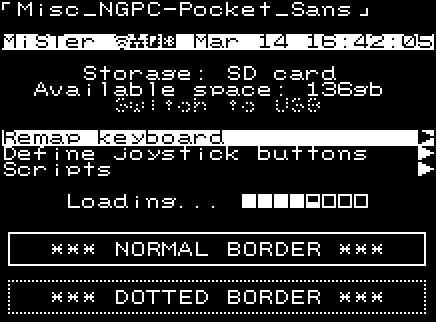 「Misc_NGPC-Pocket_Sans」
MiSTer Mar 14 16:42:05
Storage: SD card
Available space: 136gb
Switch to USB
Remap keyboard ▶
Define joystick buttons ▶
Scripts ▶
Loading...
*** NORMAL BORDER ***
*** DOTTED BORDER ***